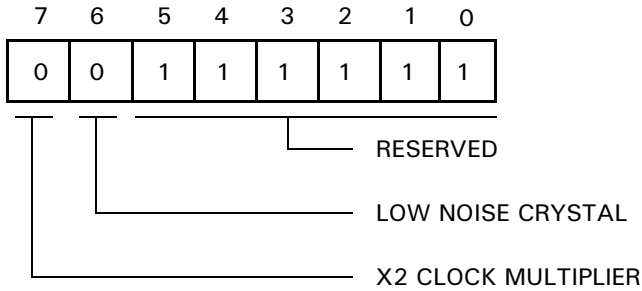 7 6 5 4 3 2 1 0
0 0 1 1 1 1 1 1
RESERVED
LOW NOISE CRYSTAL
X2 CLOCK MULTIPLIER